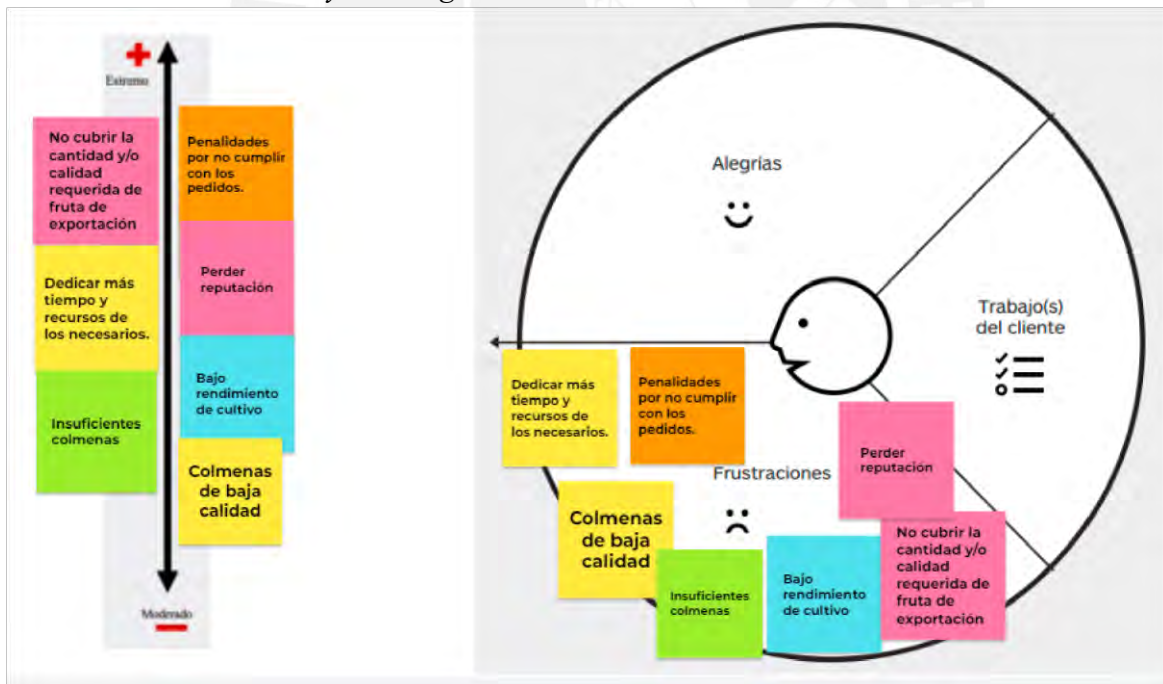 Extremo
No cubrir la
cantidad y/o
calidad
requerida de
fruta de
exportación
Dedicar más
tiempo y
recursos de
los necesarios.
Insuficientes
colmenas
Penalidades
por no cumplir
con los
pedidos.
Perder
reputación
Bajo
rendimiento
de cultivo
Colmenas
de baja
calidad
Moderado
Alegrías
Trabajo(s)
del cliente
Dedicar más
tiempo y
recursos de
los necesarios.
Penalidades
por no cumplir
con los
pedidos.
Frustraciones
Perder
reputación
Colmenas
de baja
calidad
Insuficientes
colmenas
Bajo
rendimiento
de cultivo
No cubrir la
cantidad y/o
calidad
requerida de
fruta de
exportación